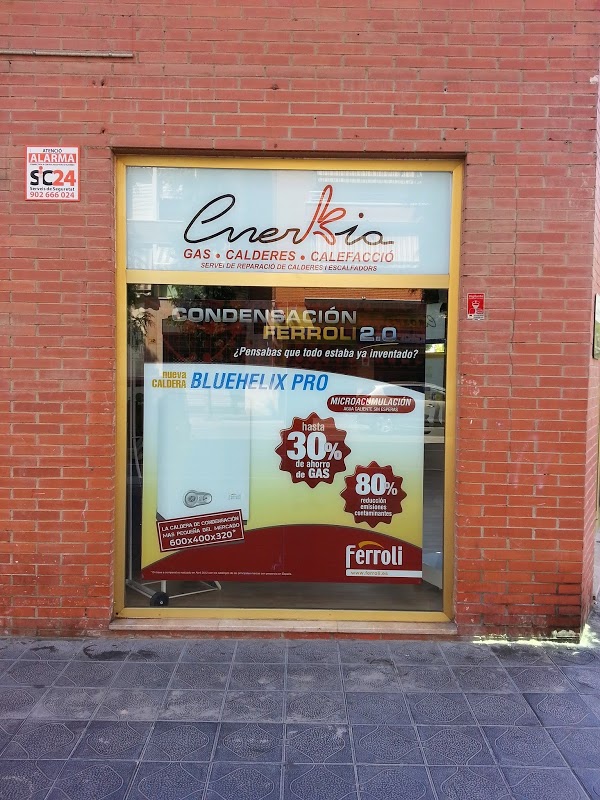 ATENCIÓ
ALARMA
SIC24
Serveis de Seguretat
902 666 024
Enerkia
GAS • CALDERES • CALEFACCIÓ
SERVEI DE REPARACIÓ DE CALDERES I ESCALFADORS
CONDENSACIÓN
FERROLI 2.0
¿Pensabas que todo estaba ya inventado?
nueva
CALDERA BLUEHELIX PRO
MICROACUMULACIÓN
AGUA CALIENTE SIN ESPERAS
hasta
30%
de ahorro
de GAS
80%
reducción
emisiones
contaminantes
LA CALDERA DE CONDENSACIÓN
MAS PEQUEÑA DEL MERCADO
600x400x320*
Ferroli
www.ferroli.es